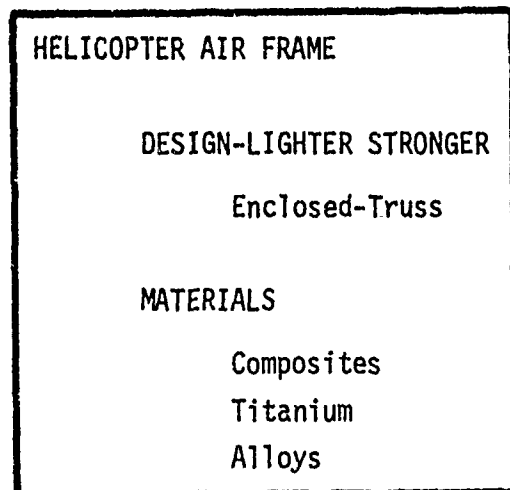 HELICOPTER AIR FRAME
DESIGN-LIGHTER STRONGER
Enclosed-Truss
MATERIALS
Composites
Titanium
Alloys